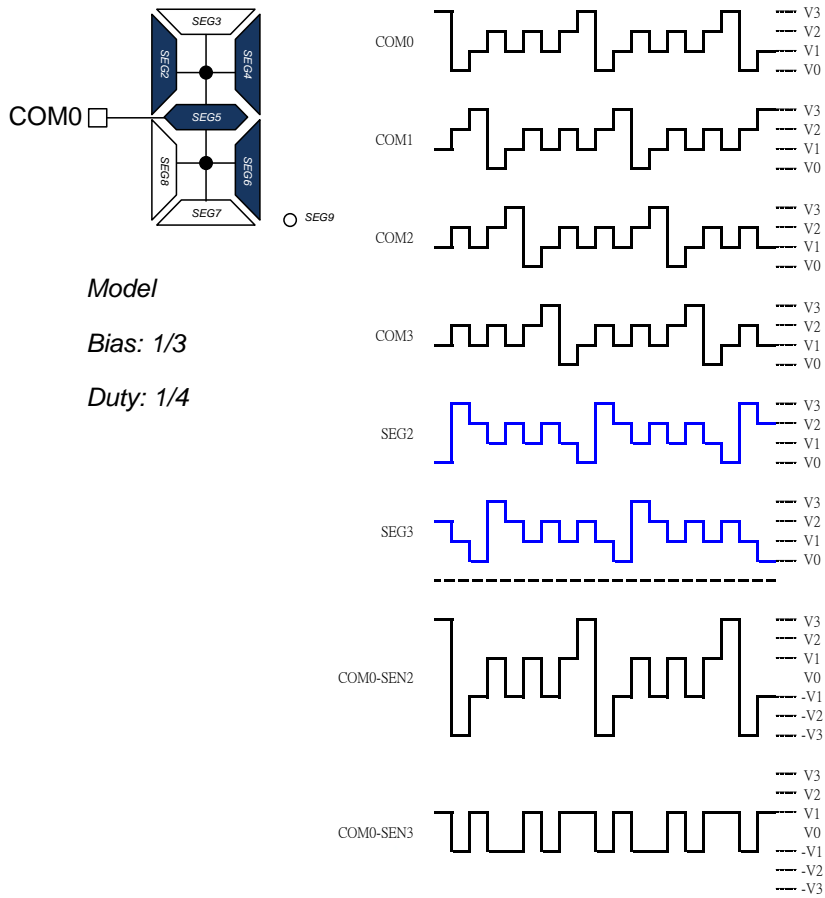 SEG3
SEG2
SEG4
COM0
SEG5
SEG8
SEG6
SEG7
SEG9
Model
Bias: 1/3
Duty: 1/4
COM0
V3
V2
V1
V0
COM1
V3
V2
V1
V0
COM2
V3
V2
V1
V0
COM3
V3
V2
V1
V0
SEG2
V3
V2
V1
V0
SEG3
V3
V2
V1
V0
COM0-SEN2
V3
V2
V1
V0
-V1
-V2
-V3
COM0-SEN3
V3
V2
V1
V0
-V1
-V2
-V3